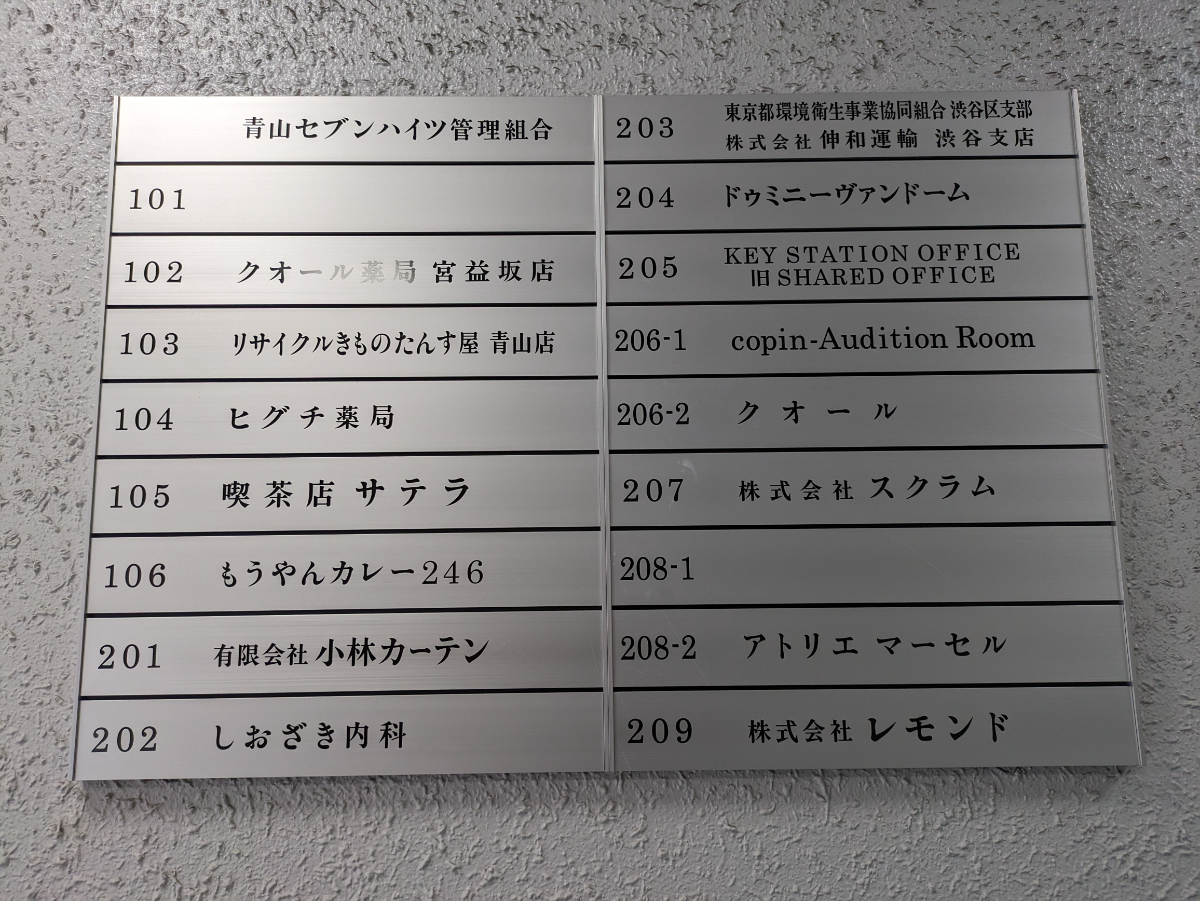 青山セブンハイツ管理組合
101
102 クオール薬局 宮益坂店
103 リサイクルきものたんす屋 青山店
104 ヒグチ薬局
105 喫茶店 サテラ
106 もうやんカレー246
201 有限会社 小林カーテン
202 しおざき内科
203 東京都環境衛生事業協同組合 渋谷区支部
株式会社 伸和運輸 渋谷支店
204 ドゥミニーヴァンドーム
205 KEY STATION OFFICE
旧 SHARED OFFICE
206-1 copin-Audition Room
206-2 クオール
207 株式会社 スクラム
208-1
208-2 アトリエ マーセル
209 株式会社 レモンド